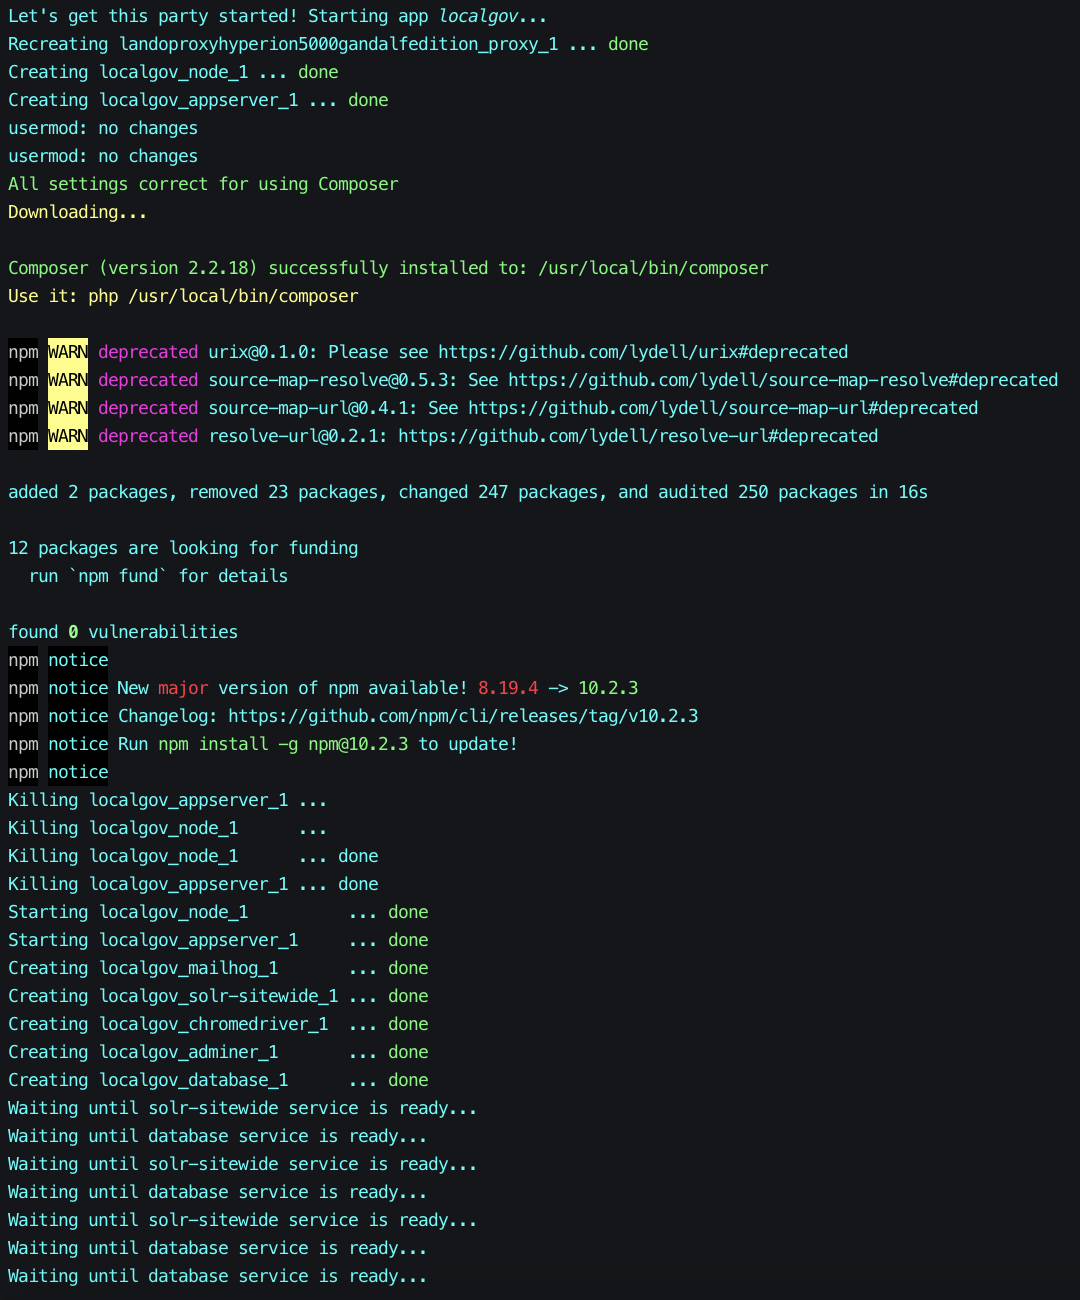 Let's get this party started! Starting app localgov...
Recreating landoproxyhyperion5000gandalfedition_proxy_1 ... done
Creating localgov_node_1 ... done
Creating localgov_appserver_1 ... done
usermod: no changes
usermod: no changes
All settings correct for using Composer
Downloading...

Composer (version 2.2.18) successfully installed to: /usr/local/bin/composer
Use it: php /usr/local/bin/composer

npm WARN deprecated urix@0.1.0: Please see https://github.com/lydell/urix#deprecated
npm WARN deprecated source-map-resolve@0.5.3: See https://github.com/lydell/source-map-resolve#deprecated
npm WARN deprecated source-map-url@0.4.1: See https://github.com/lydell/source-map-url#deprecated
npm WARN deprecated resolve-url@0.2.1: https://github.com/lydell/resolve-url#deprecated

added 2 packages, removed 23 packages, changed 247 packages, and audited 250 packages in 16s

12 packages are looking for funding
  run `npm fund` for details

found 0 vulnerabilities
npm notice
npm notice New major version of npm available! 8.19.4 -> 10.2.3
npm notice Changelog: https://github.com/npm/cli/releases/tag/v10.2.3
npm notice Run npm install -g npm@10.2.3 to update!
npm notice
Killing localgov_appserver_1 ...
Killing localgov_node_1      ...
Killing localgov_node_1      ... done
Killing localgov_appserver_1 ... done
Starting localgov_node_1          ... done
Starting localgov_appserver_1     ... done
Creating localgov_mailhog_1       ... done
Creating localgov_solr-sitewide_1 ... done
Creating localgov_chromedriver_1  ... done
Creating localgov_adminer_1       ... done
Creating localgov_database_1      ... done
Waiting until solr-sitewide service is ready...
Waiting until database service is ready...
Waiting until solr-sitewide service is ready...
Waiting until database service is ready...
Waiting until solr-sitewide service is ready...
Waiting until database service is ready...
Waiting until database service is ready...